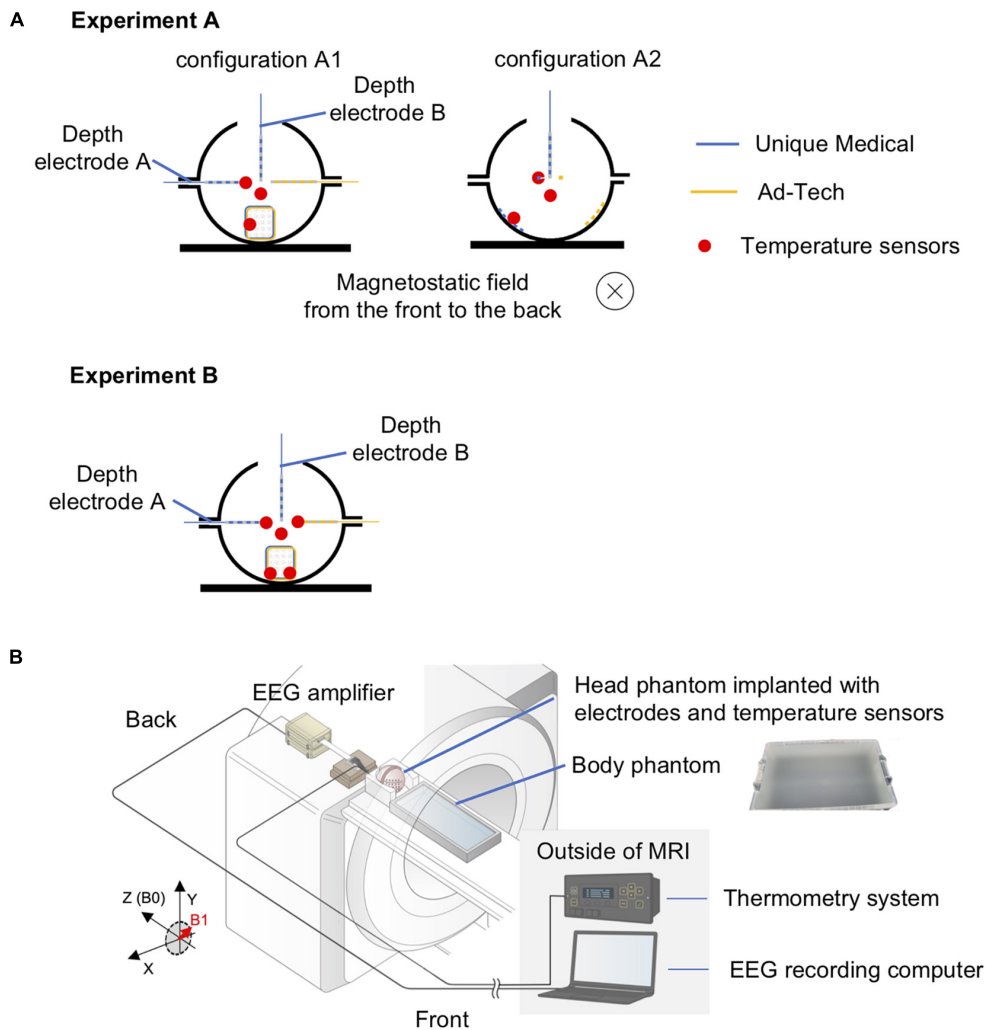 A
Experiment A
configuration A1
configuration A2
Depth
electrode B
Depth
electrode A
Unique Medical
Ad-Tech
Temperature sensors
Magnetostatic field
from the front to the back
Experiment B
Depth
electrode B
Depth
electrode A
B
EEG amplifier
Back
Head phantom implanted with
electrodes and temperature sensors
Body phantom
Outside of MRI
Thermometry system
EEG recording computer
Z (B0)
Y
B1
X
Front